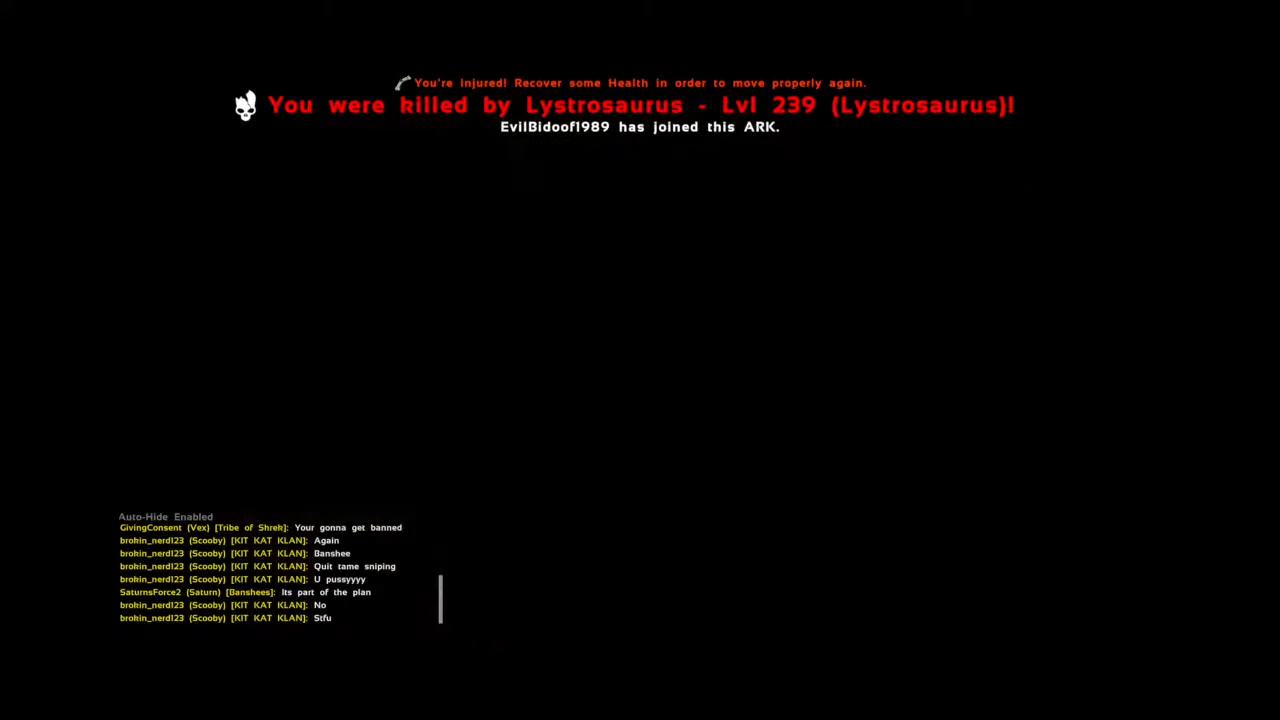 You're injured! Recover some Health in order to move properly again.
You were killed by Lystrosaurus - Lvl 239 (Lystrosaurus)!
EvilBidoof1989 has joined this ARK.
Auto-Hide Enabled
GivingConsent (Vex) [Tribe of Shrek]: Your gonna get banned
brokin_nerd123 (Scooby) [KIT KAT KLAN]: Again
brokin_nerd123 (Scooby) [KIT KAT KLAN]: Banshee
brokin_nerd123 (Scooby) [KIT KAT KLAN]: Quit tame sniping
brokin_nerd123 (Scooby) [KIT KAT KLAN]: U pussyyyy
SaturnsForce2 (Saturn) [Banshees]: Its part of the plan
brokin_nerd123 (Scooby) [KIT KAT KLAN]: No
brokin_nerd123 (Scooby) [KIT KAT KLAN]: Stfu